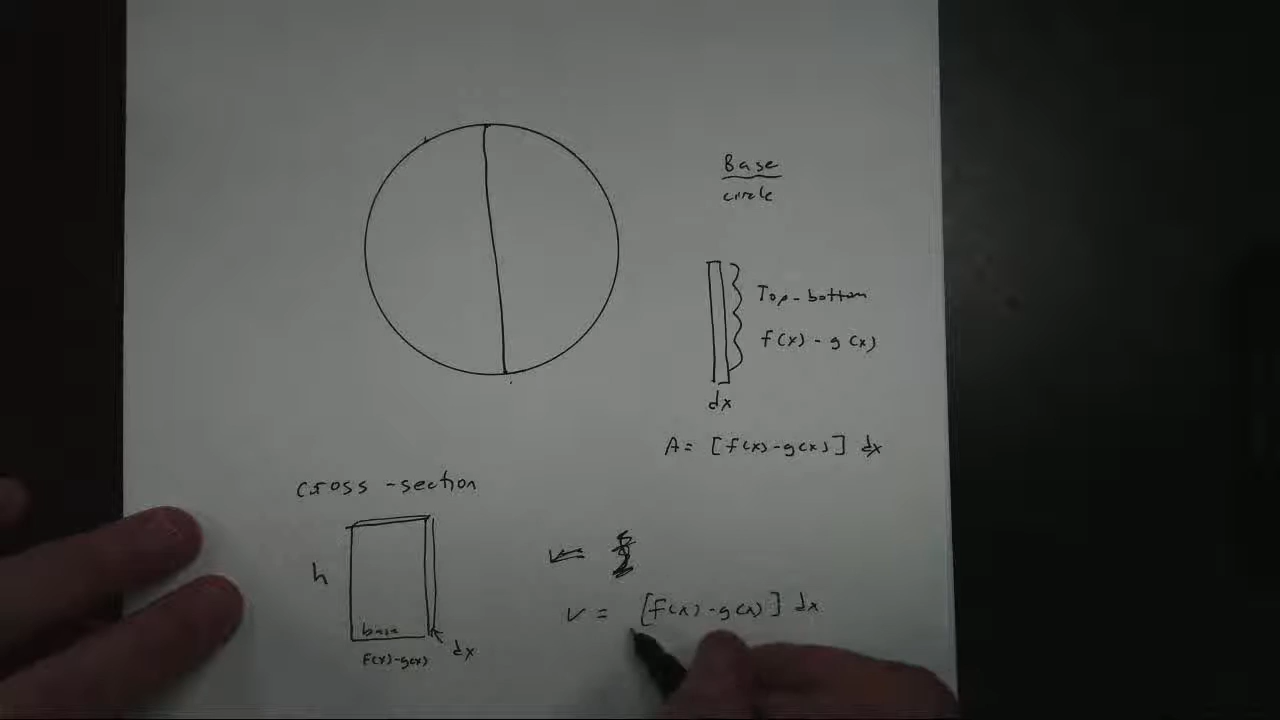 Base
circle
Top-bottom
f(x) - g(x)
dx
A= [f(x)-g(x)] dx
cross -section
h
base
dx
F(x)-g(x)
V=
V = [f(x) -g(x)] dx